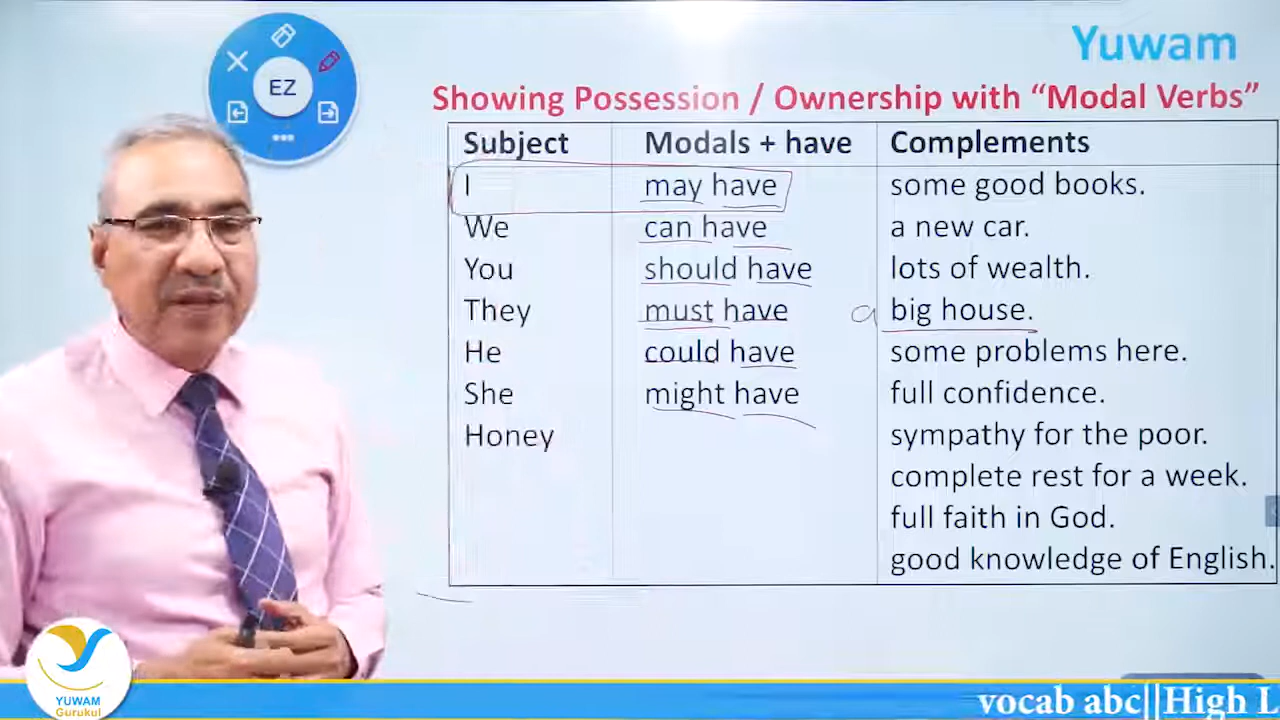 Yuwam
EZ
Showing Possession / Ownership with “Modal Verbs”
Subject Modals + have Complements
I may have some good books.
We can have a new car.
You should have lots of wealth.
They must have a big house.
He could have some problems here.
She might have full confidence.
Honey sympathy for the poor.
complete rest for a week.
full faith in God.
good knowledge of English.
YUWAM
Gurukul
vocab abc||High L